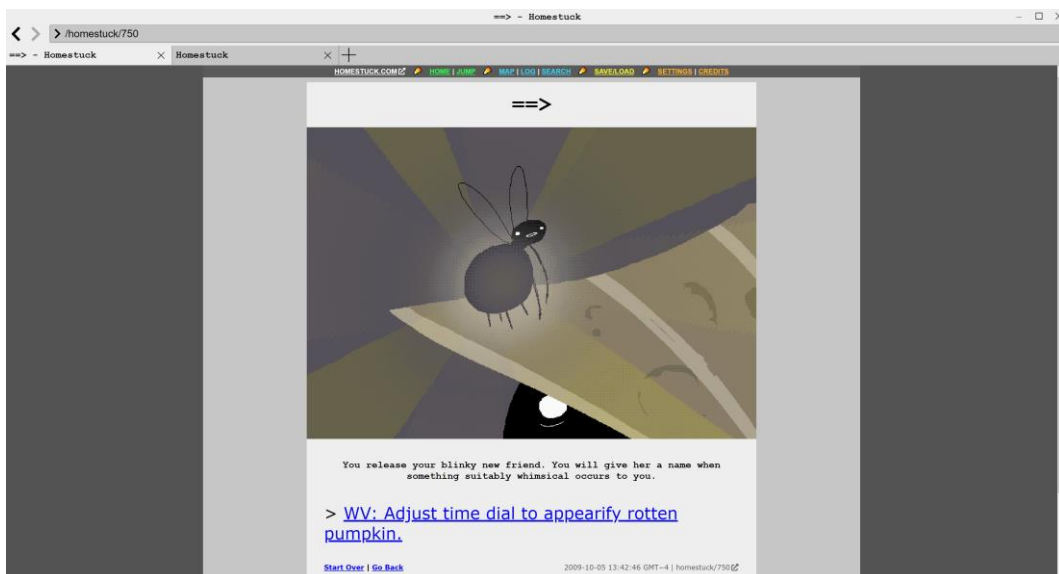 ==> - Homestuck
/homestuck/750
==> - Homestuck
Homestuck
HOMESTUCK.COM HOME | JUMP MAP | LOG | SEARCH SAVE/LOAD SETTINGS | CREDITS
==>
You release your blinky new friend. You will give her a name when
something suitably whimsical occurs to you.
> WV: Adjust time dial to appearify rotten
pumpkin.
Start Over | Go Back
2009-10-05 13:42:46 GMT-4 | homestuck/750